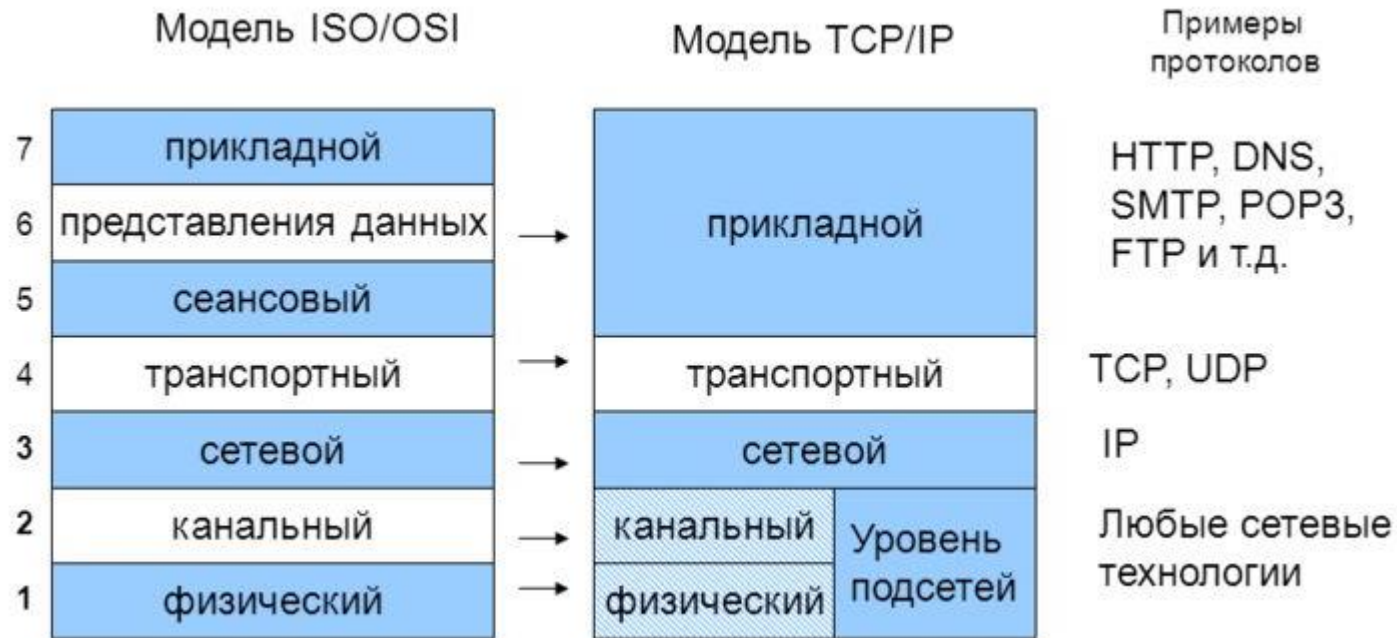 Модель ISO/OSI
Модель TCP/IP
Примеры
протоколов
7
прикладной
6
представления данных
5
сеансовый
прикладной
HTTP, DNS,
SMTP, POP3,
FTP и т.д.
4
транспортный
транспортный
TCP, UDP
3
сетевой
сетевой
IP
2
канальный
канальный
1
физический
физический
Уровень
подсетей
Любые сетевые
технологии